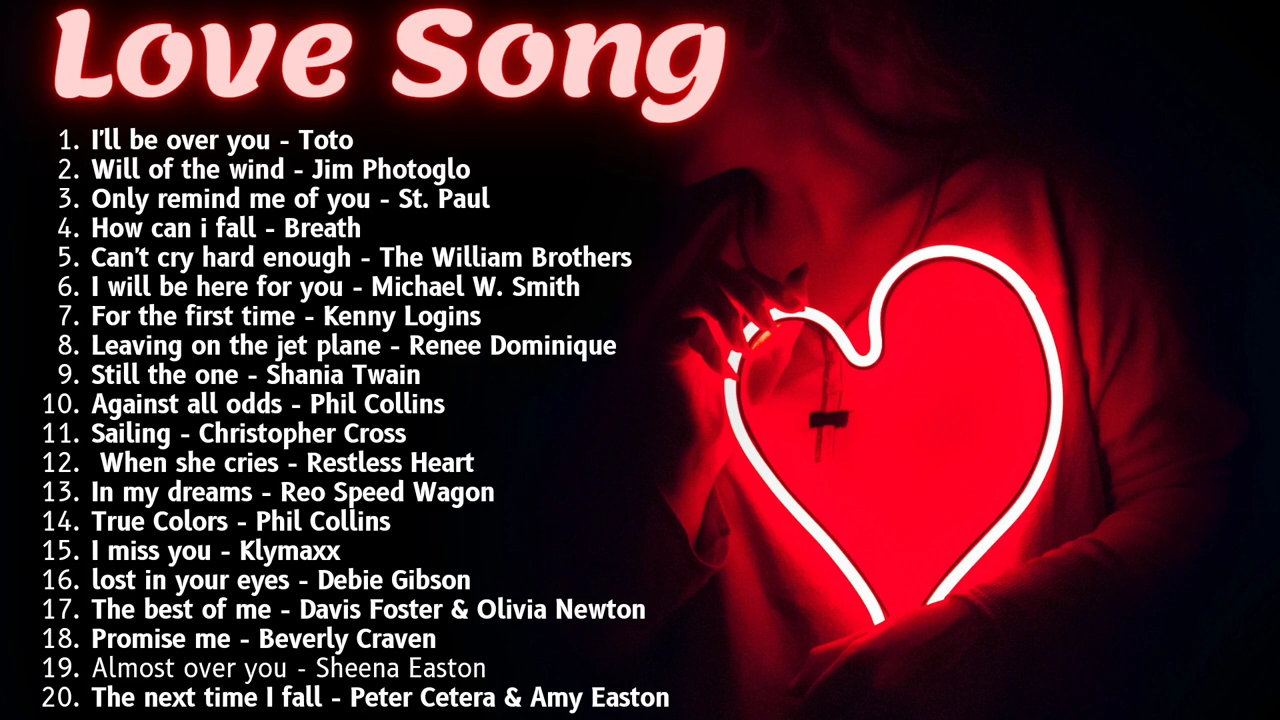 Love Song
1. I'll be over you - Toto
2. Will of the wind - Jim Photoglo
3. Only remind me of you - St. Paul
4. How can i fall - Breath
5. Can't cry hard enough - The William Brothers
6. I will be here for you - Michael W. Smith
7. For the first time - Kenny Logins
8. Leaving on the jet plane - Renee Dominique
9. Still the one - Shania Twain
10. Against all odds - Phil Collins
11. Sailing - Christopher Cross
12. When she cries - Restless Heart
13. In my dreams - Reo Speed Wagon
14. True Colors - Phil Collins
15. I miss you - Klymaxx
16. lost in your eyes - Debie Gibson
17. The best of me - Davis Foster & Olivia Newton
18. Promise me - Beverly Craven
19. Almost over you - Sheena Easton
20. The next time I fall - Peter Cetera & Amy Easton